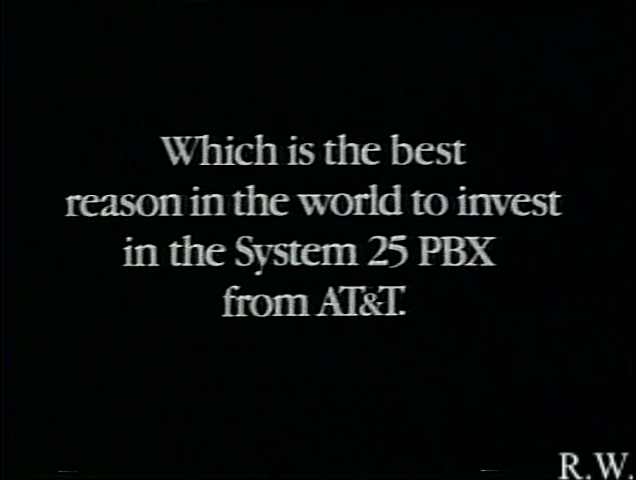 Which is the best
reason in the world to invest
in the System 25 PBX
from AT&T.
R.W.